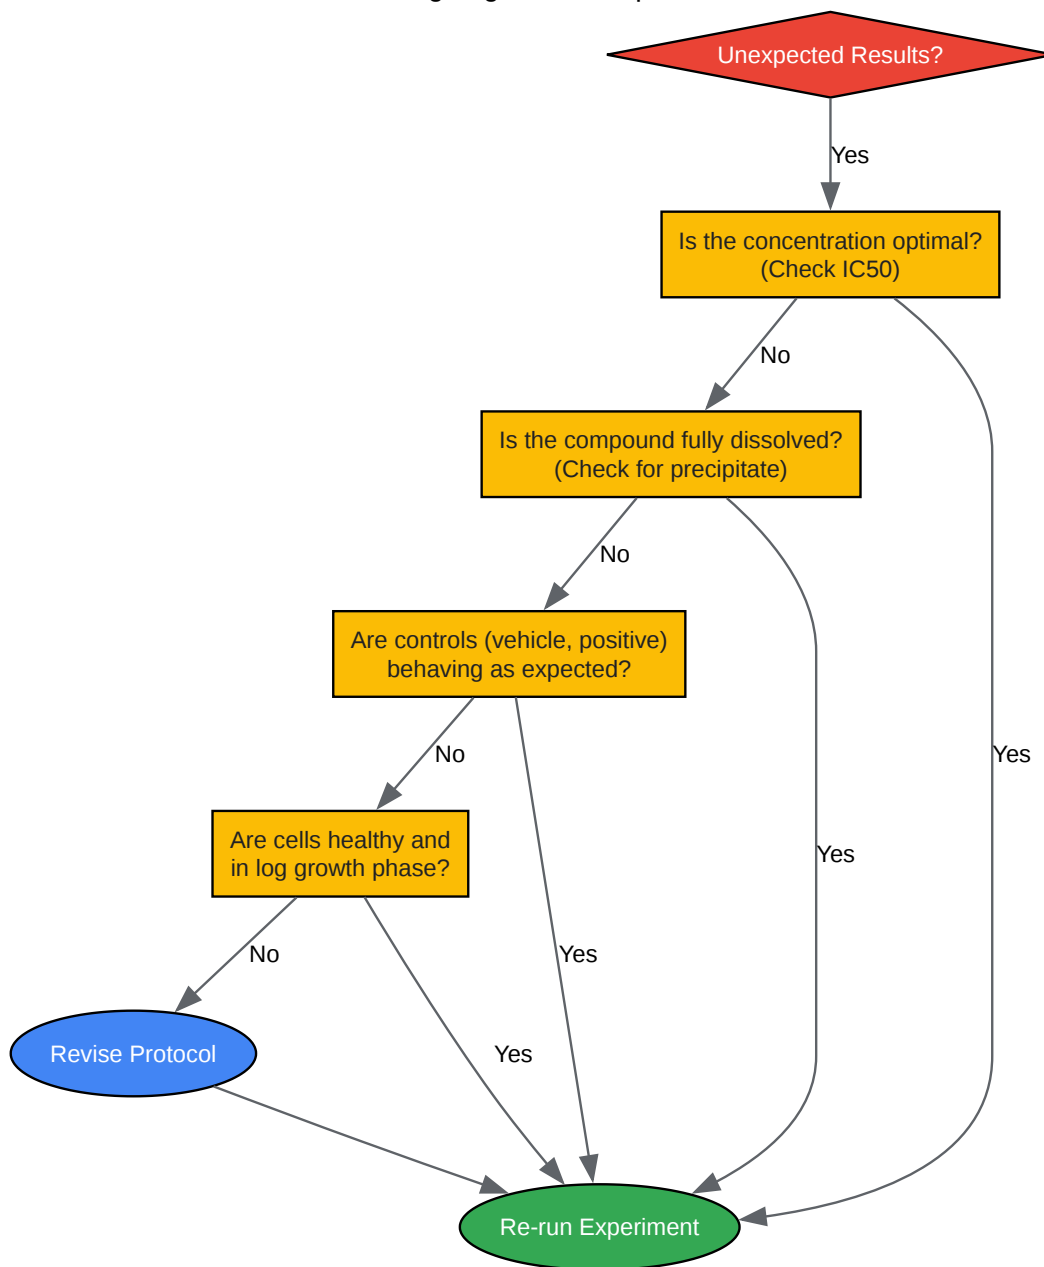 Unexpected Results?
Yes
Is the concentration optimal?
(Check IC50)
No
Is the compound fully dissolved?
(Check for precipitate)
No
Are controls (vehicle, positive)
behaving as expected?
No
Yes
Are cells healthy and
in log growth phase?
Yes
No
Yes
Revise Protocol
Yes
Re-run Experiment